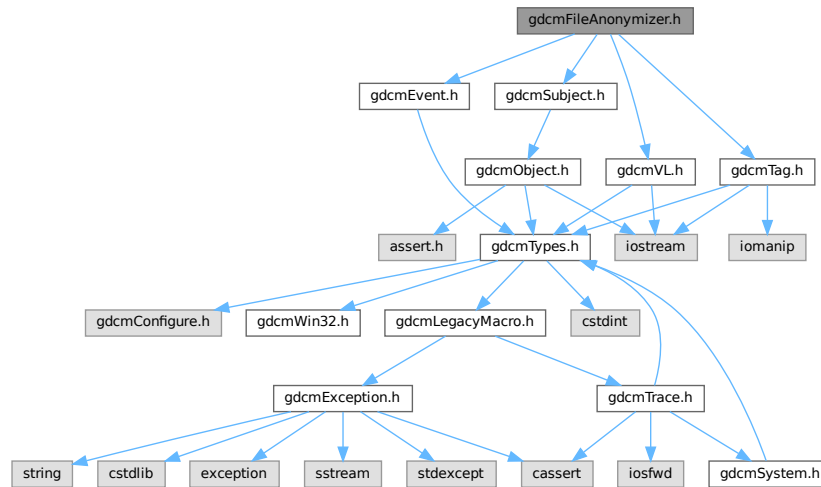 gdcmFileAnonymizer.h
gdcmEvent.h
gdcmSubject.h
gdcmObject.h
gdcmVL.h
gdcmTag.h
assert.h
gdcmTypes.h
iostream
iomanip
gdcmConfigure.h
gdcmWin32.h
gdcmLegacyMacro.h
cstdint
gdcmException.h
gdcmTrace.h
string
cstdlib
exception
sstream
stdexcept
cassert
iosfwd
gdcmSystem.h